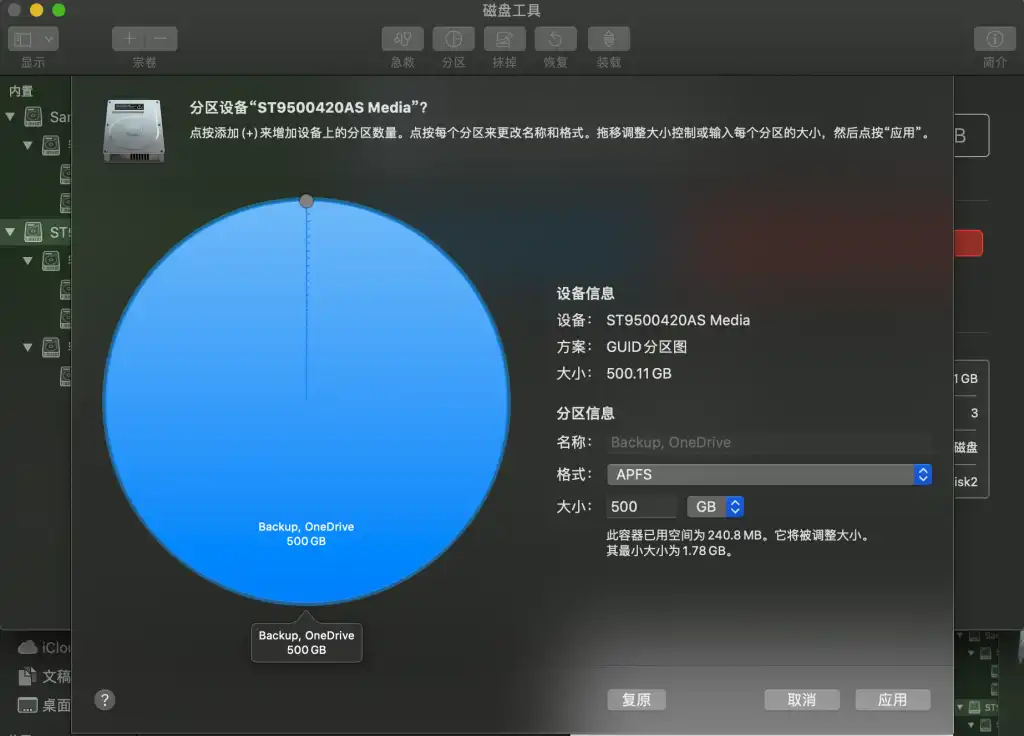 磁盘工具
显示
宗卷
急救
分区
抹掉
恢复
装载
简介
内置
San
ST9
分区设备“ST9500420AS Media”?
点按添加 (+) 来增加设备上的分区数量。点按每个分区来更改名称和格式。拖移调整大小控制或输入每个分区的大小，然后点按“应用”。
B
Backup, OneDrive
500 GB
Backup, OneDrive
500 GB
设备信息
设备： ST9500420AS Media
方案： GUID 分区图
大小： 500.11 GB
分区信息
名称： Backup, OneDrive
格式： APFS
大小： 500 GB
此容器已用空间为 240.8 MB。它将被调整大小。
其最小大小为 1.78 GB。
1 GB
3
磁盘
isk2
iClou
文稿
桌面
?
复原
取消
应用
San
ST9